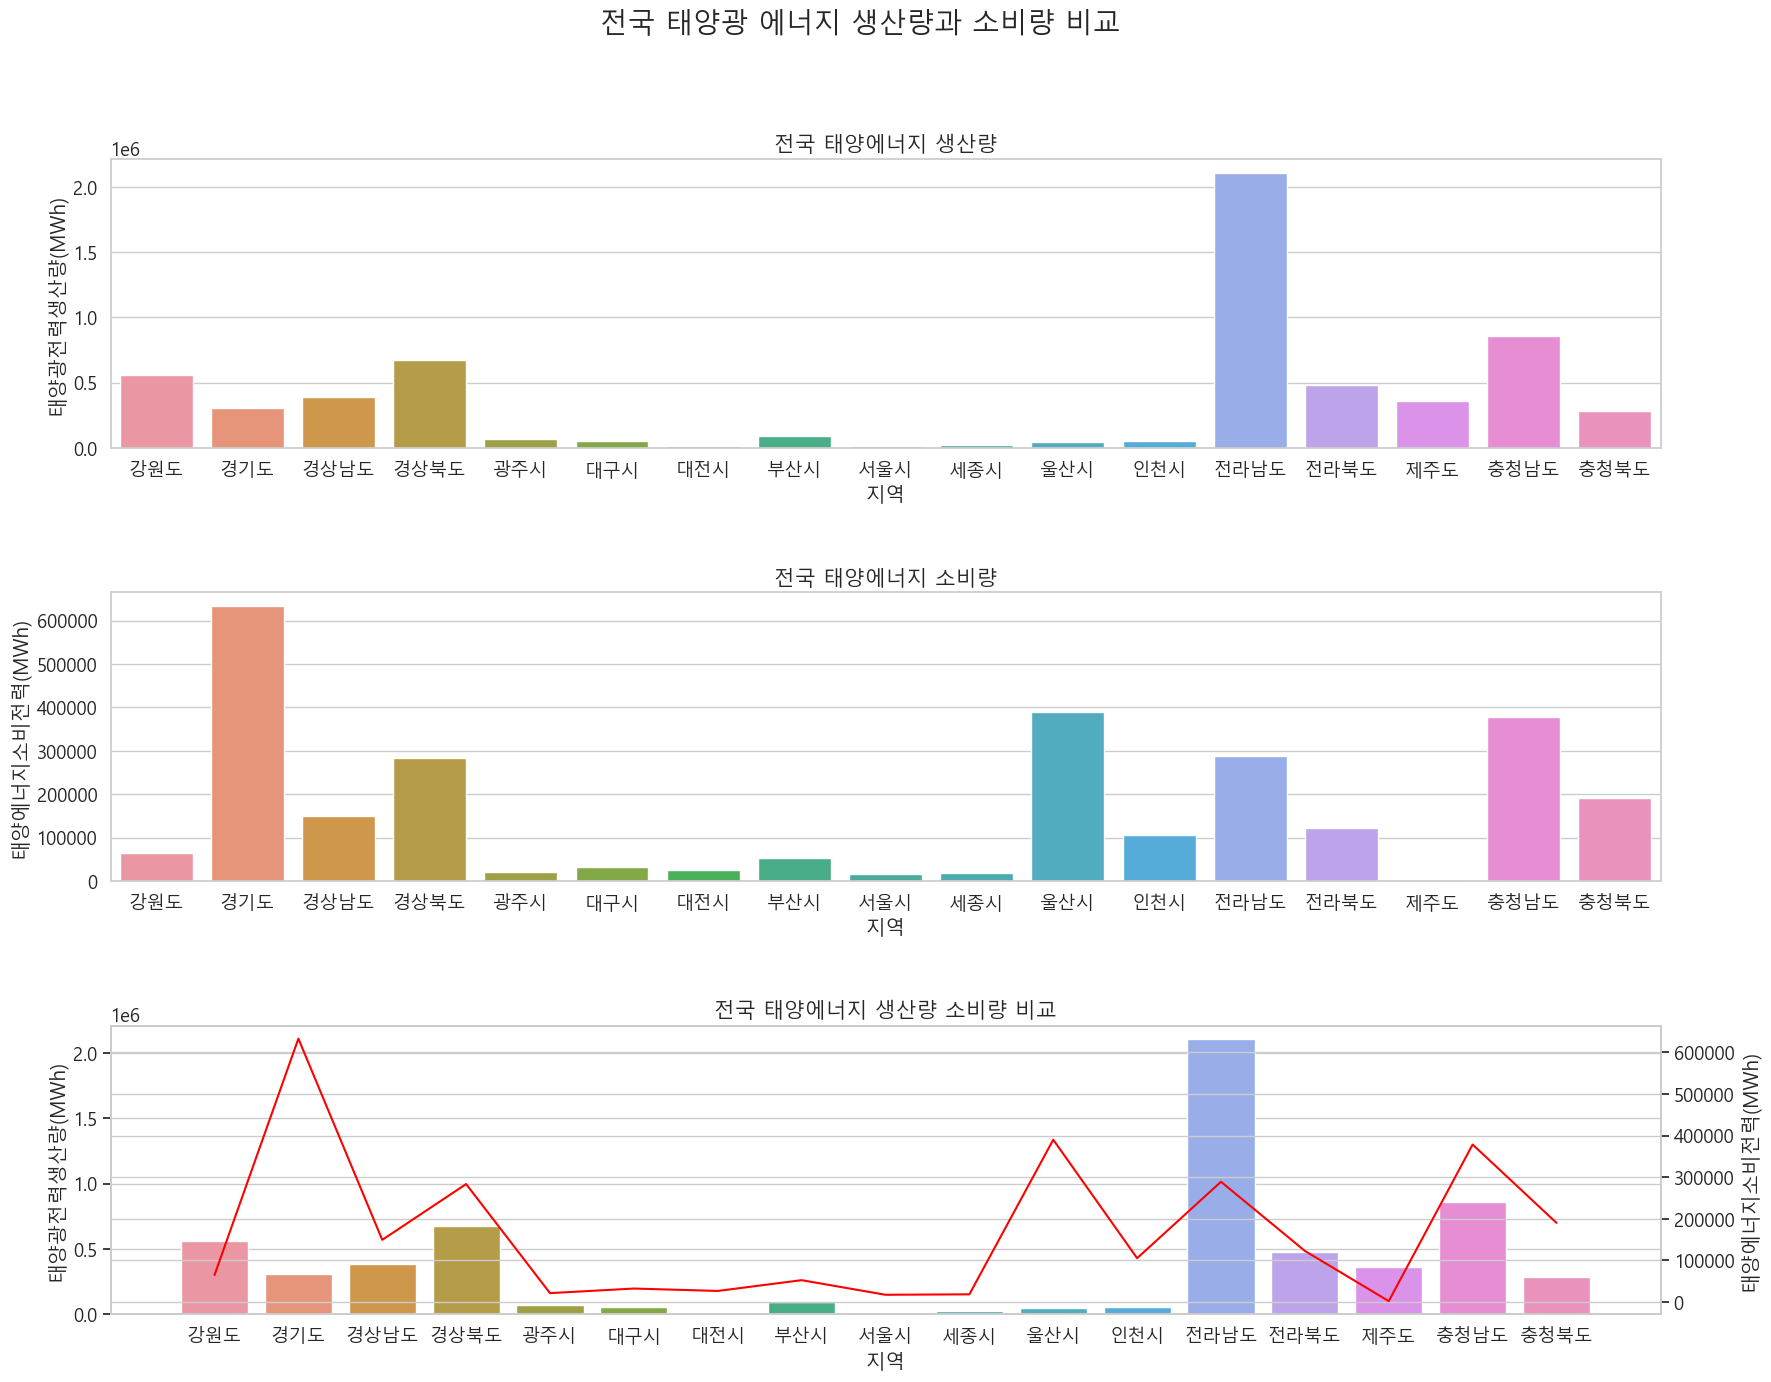 전국 태양광 에너지 생산량과 소비량 비교
전국 태양에너지 생산량
1e6
태양광전력생산량(MWh)
2.0
1.5
1.0
0.5
0.0
강원도 경기도 경상남도 경상북도 광주시 대구시 대전시 부산시 서울시 세종시 울산시 인천시 전라남도 전라북도 제주도 충청남도 충청북도
지역
전국 태양에너지 소비량
태양에너지소비전력(MWh)
600000
500000
400000
300000
200000
100000
0
강원도 경기도 경상남도 경상북도 광주시 대구시 대전시 부산시 서울시 세종시 울산시 인천시 전라남도 전라북도 제주도 충청남도 충청북도
지역
전국 태양에너지 생산량 소비량 비교
1e6
태양광전력생산량(MWh)
2.0
1.5
1.0
0.5
0.0
600000
500000
400000
300000
200000
100000
0
태양에너지소비전력(MWh)
강원도 경기도 경상남도 경상북도 광주시 대구시 대전시 부산시 서울시 세종시 울산시 인천시 전라남도 전라북도 제주도 충청남도 충청북도
지역